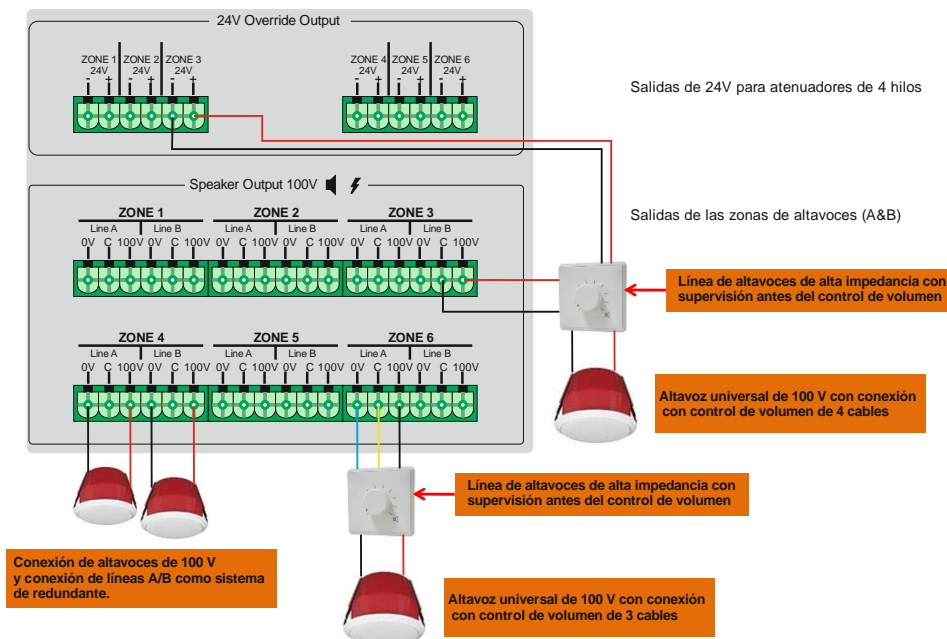 24V Override Output
ZONE 1 ZONE 2 ZONE 3
24V 24V 24V
- + - + - +
ZONE 4 ZONE 5 ZONE 6
24V 24V 24V
- + - + - +
Salidas de 24V para atenuadores de 4 hilos
Speaker Output 100V
Salidas de las zonas de altavoces (A&B)
ZONE 1 ZONE 2 ZONE 3
Line A Line B Line A Line B Line A Line B
0V C 100V 0V C 100V 0V C 100V 0V C 100V 0V C 100V 0V C 100V
Línea de altavoces de alta impedancia con
supervisión antes del control de volumen
ZONE 4 ZONE 5 ZONE 6
Line A Line B Line A Line B Line A Line B
0V C 100V 0V C 100V 0V C 100V 0V C 100V 0V C 100V 0V C 100V
Altavoz universal de 100 V con conexión
con control de volumen de 4 cables
Línea de altavoces de alta impedancia con
supervisión antes del control de volumen
Conexión de altavoces de 100 V
y conexión de líneas A/B como sistema
de redundante.
Altavoz universal de 100 V con conexión
con control de volumen de 3 cables